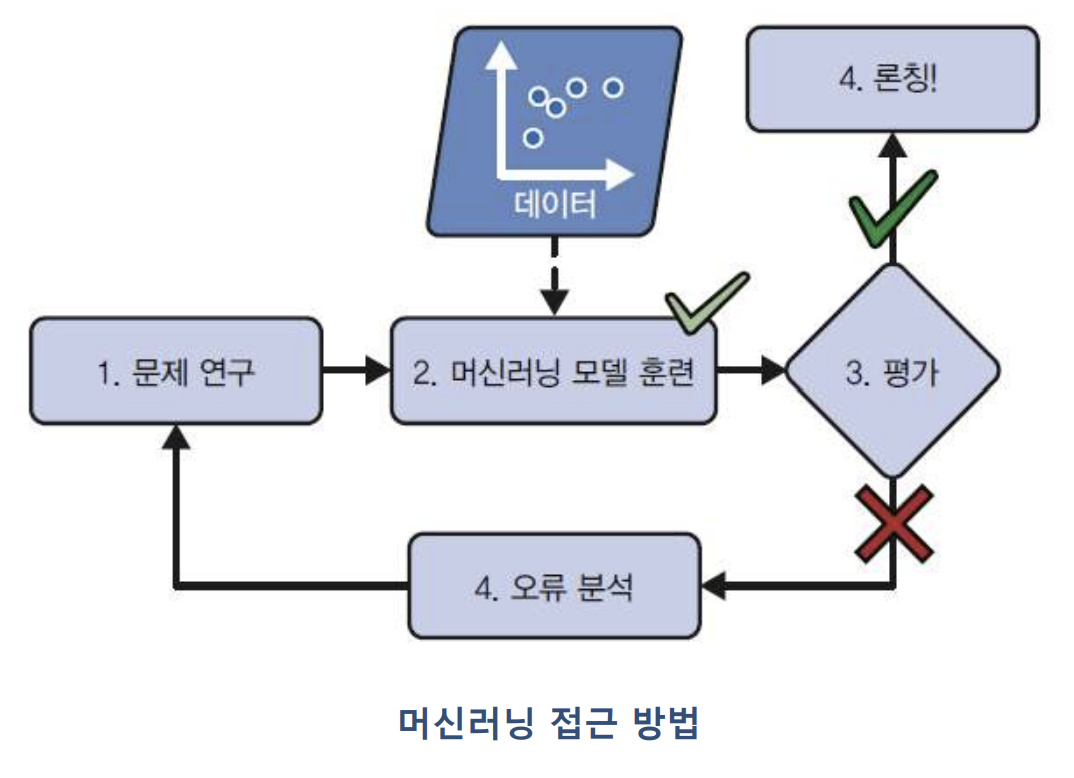 데이터
4. 론칭!
1. 문제 연구
2. 머신러닝 모델 훈련
3. 평가
4. 오류 분석
머신러닝 접근 방법